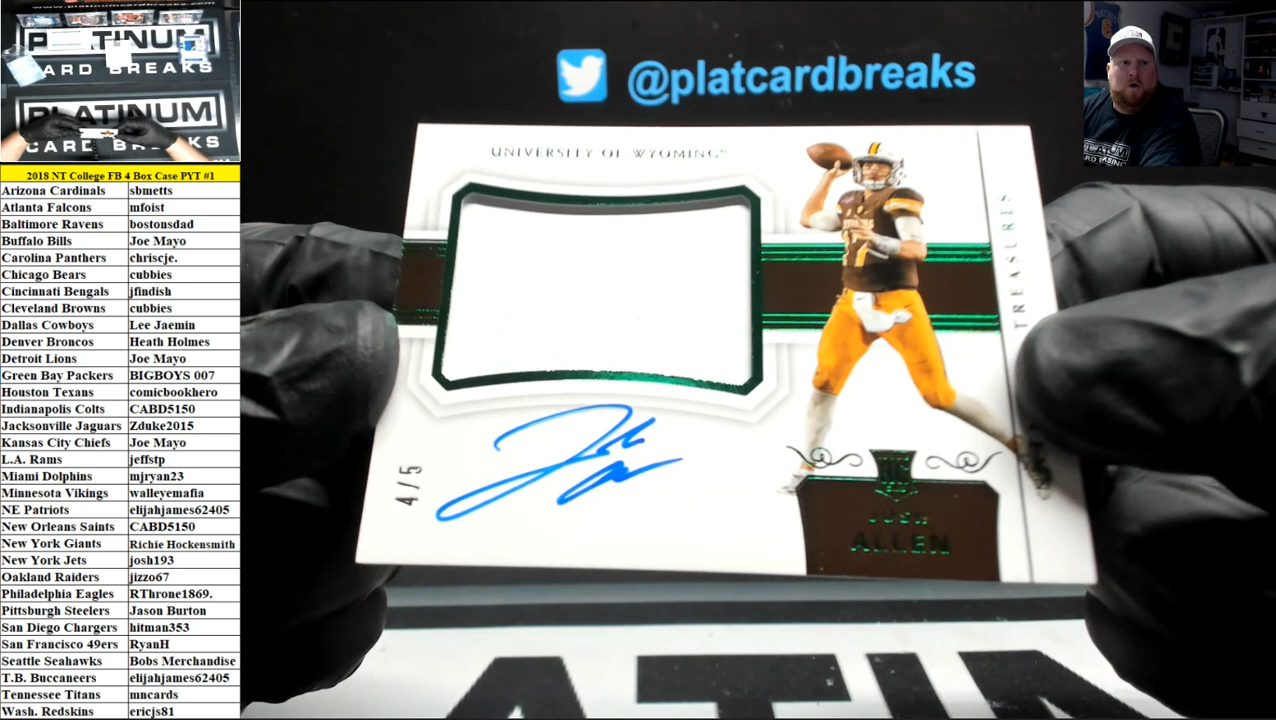 PLATINUM
CARD BREAKS
PLATINUM
CARD BREAKS
@platcardbreaks
2018 NT College FB 4 Box Case PYT #1
Arizona Cardinals sbmetts
Atlanta Falcons mfoist
Baltimore Ravens bostonsdad
Buffalo Bills Joe Mayo
Carolina Panthers chriscje.
Chicago Bears cubbies
Cincinnati Bengals jfindish
Cleveland Browns cubbies
Dallas Cowboys Lee Jaemin
Denver Broncos Heath Holmes
Detroit Lions Joe Mayo
Green Bay Packers BIGBOYS 007
Houston Texans comicbookhero
Indianapolis Colts CABD5150
Jacksonville Jaguars Zduke2015
Kansas City Chiefs Joe Mayo
L.A. Rams jeffstp
Miami Dolphins mjryan23
Minnesota Vikings walleyemafia
NE Patriots elijahjames62405
New Orleans Saints CABD5150
New York Giants Richie Hockensmith
New York Jets josh193
Oakland Raiders jizzo67
Philadelphia Eagles RThrone1869.
Pittsburgh Steelers Jason Burton
San Diego Chargers hitman353
San Francisco 49ers RyanH
Seattle Seahawks Bobs Merchandise
T.B. Buccaneers elijahjames62405
Tennessee Titans mncards
Wash. Redskins ericjs81
UNIVERSITY OF WYOMING
17
TREASURES
4/5
JOSH
ALLEN